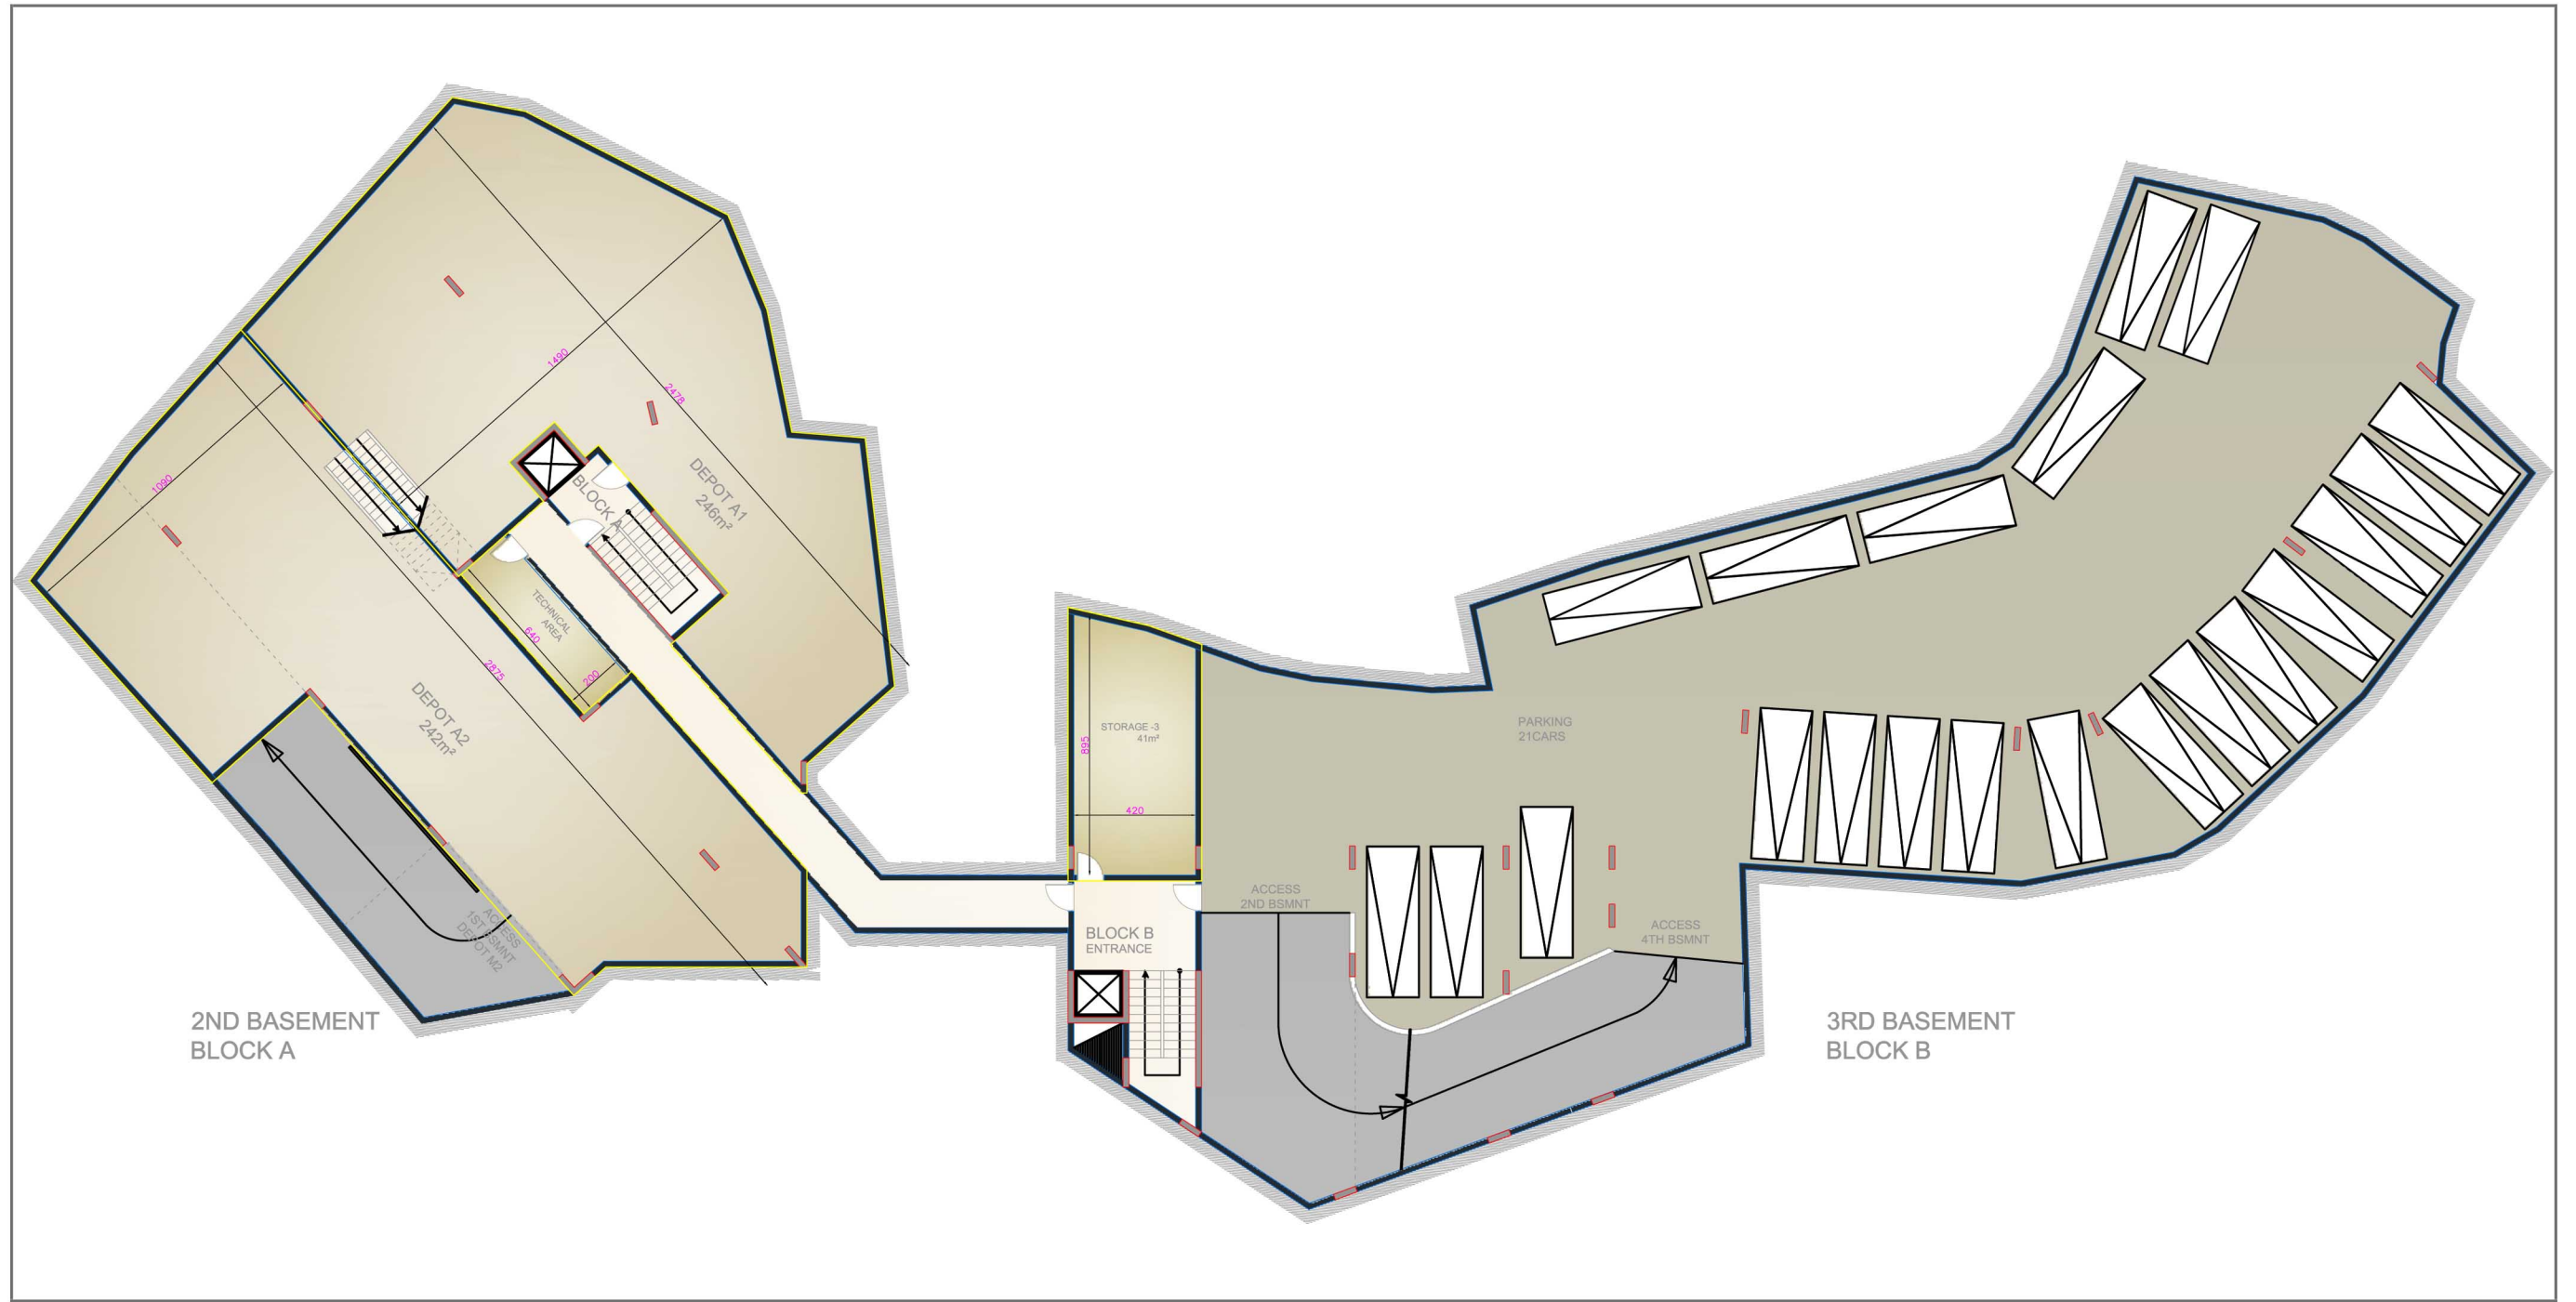 1490
2478
1090
BLOCK A
DEPOT A1
246m²
TECHNICAL
AREA
640
200
2875
DEPOT A2
242m²
ACCESS
1ST BSMNT
DEPOT M2
2ND BASEMENT
BLOCK A
STORAGE -3
41m²
895
420
BLOCK B
ENTRANCE
PARKING
21CARS
ACCESS
2ND BSMNT
ACCESS
4TH BSMNT
3RD BASEMENT
BLOCK B